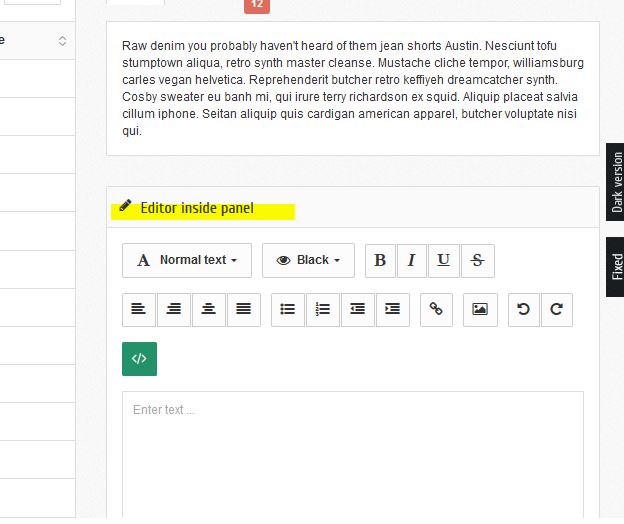 12
e
Raw denim you probably haven't heard of them jean shorts Austin. Nesciunt tofu
stumptown aliqua, retro synth master cleanse. Mustache cliche tempor, williamsburg
carles vegan helvetica. Reprehenderit butcher retro keffiyeh dreamcatcher synth.
Cosby sweater eu banh mi, qui irure terry richardson ex squid. Aliquip placeat salvia
cillum iphone. Seitan aliquip quis cardigan american apparel, butcher voluptate nisi
qui.
Dark version
Editor inside panel
Fixed
A Normal text
Black
B I U S
</>
Enter text ...